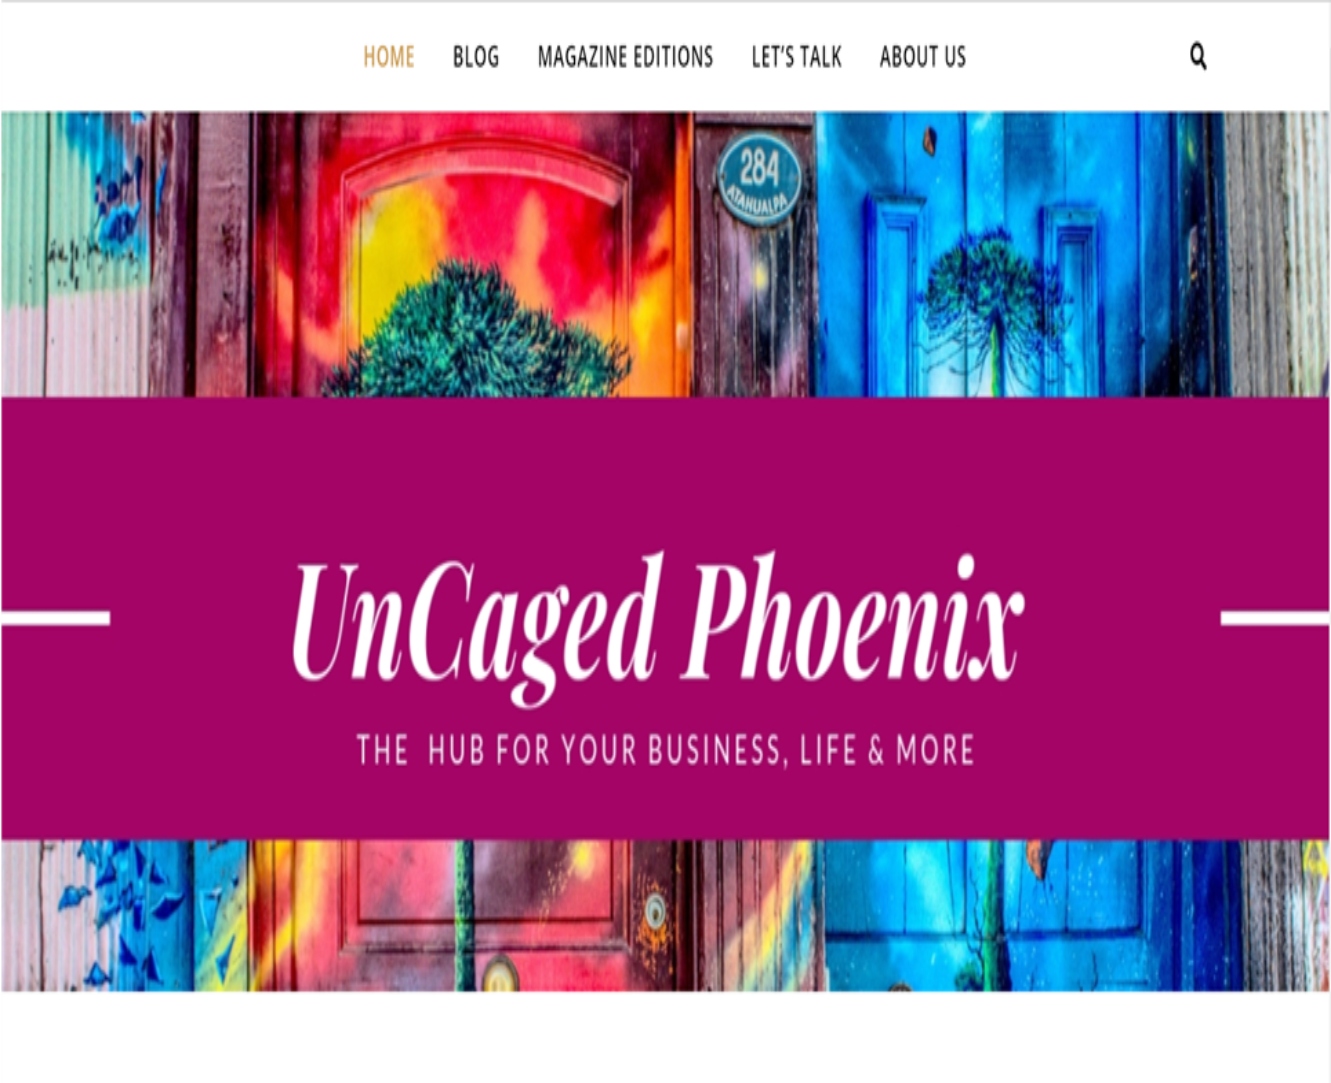 HOME BLOG MAGAZINE EDITIONS LET'S TALK ABOUT US
284
ATAHUALPA
UnCaged Phoenix
THE HUB FOR YOUR BUSINESS, LIFE & MORE